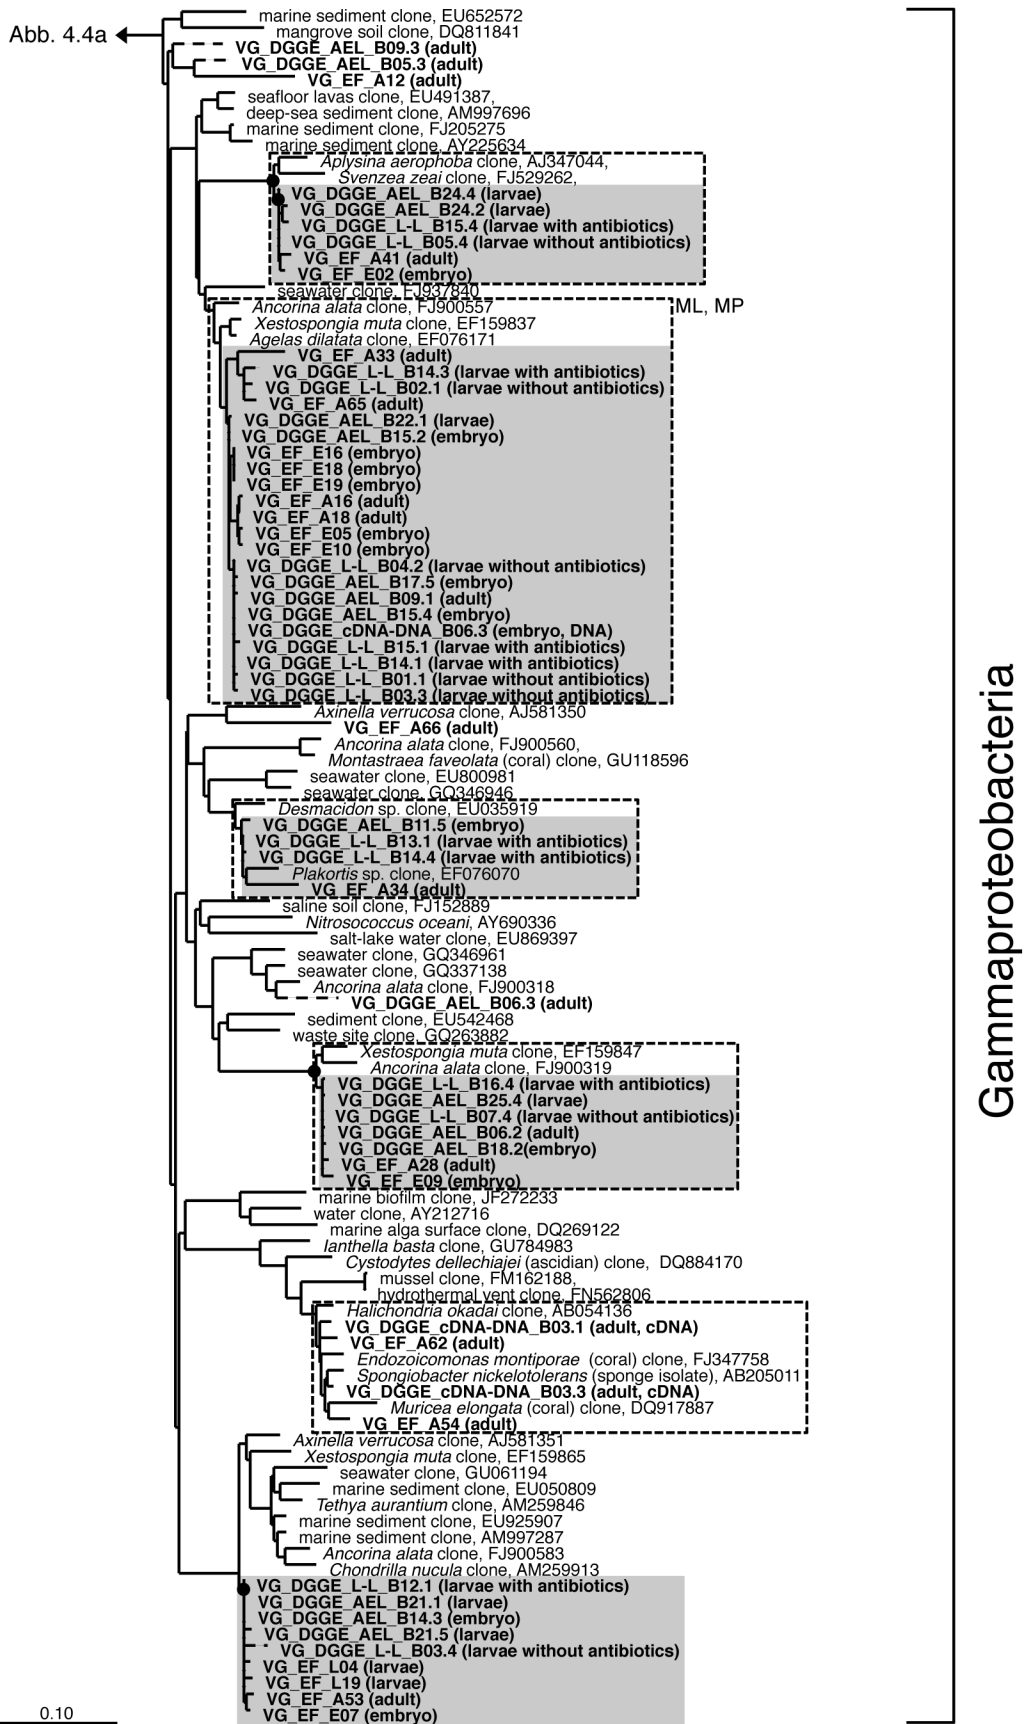 marine sediment clone, EU652572
mangrove soil clone, DQ811841
Abb. 4.4a
VG_DGGE_AEL_B09.3 (adult)
VG_DGGE_AEL_B05.3 (adult)
VG_EF_A12 (adult)
seafloor lavas clone, EU491387,
deep-sea sediment clone, AM997696
marine sediment clone, FJ205275
marine sediment clone, AY225634
Aplysina aerophoba clone, AJ347044,
Svenzea zeai clone, FJ529262,
VG_DGGE_AEL_B24.4 (larvae)
VG_DGGE_AEL_B24.2 (larvae)
VG_DGGE_L-L_B15.4 (larvae with antibiotics)
VG_DGGE_L-L_B05.4 (larvae without antibiotics)
VG_EF_A41 (adult)
VG_EF_E02 (embryo)
seawater clone, FJ937840
Ancorina alata clone, FJ900557
ML, MP
Xestospongia muta clone, EF159837
Agelas dilatata clone, EF076171
VG_EF_A33 (adult)
VG_DGGE_L-L_B14.3 (larvae with antibiotics)
VG_DGGE_L-L_B02.1 (larvae without antibiotics)
VG_EF_A65 (adult)
VG_DGGE_AEL_B22.1 (larvae)
VG_DGGE_AEL_B15.2 (embryo)
VG_EF_E16 (embryo)
VG_EF_E18 (embryo)
VG_EF_E19 (embryo)
VG_EF_A16 (adult)
VG_EF_A18 (adult)
VG_EF_E05 (embryo)
VG_EF_E10 (embryo)
VG_DGGE_L-L_B04.2 (larvae without antibiotics)
VG_DGGE_AEL_B17.5 (embryo)
VG_DGGE_AEL_B09.1 (adult)
VG_DGGE_AEL_B15.4 (embryo)
VG_DGGE_cDNA-DNA_B06.3 (embryo, DNA)
VG_DGGE_L-L_B15.1 (larvae with antibiotics)
VG_DGGE_L-L_B14.1 (larvae with antibiotics)
VG_DGGE_L-L_B01.1 (larvae without antibiotics)
VG_DGGE_L-L_B03.3 (larvae without antibiotics)
Axinella verrucosa clone, AJ581350
VG_EF_A66 (adult)
Ancorina alata clone, FJ900560,
Montastraea faveolata (coral) clone, GU118596
seawater clone, EU800981
seawater clone, GQ346946
Desmacidon sp. clone, EU035919
VG_DGGE_AEL_B11.5 (embryo)
VG_DGGE_L-L_B13.1 (larvae with antibiotics)
VG_DGGE_L-L_B14.4 (larvae with antibiotics)
Plakortis sp. clone, EF076070
VG_EF_A34 (adult)
saline soil clone, FJ152889
Nitrosococcus oceani, AY690336
salt-lake water clone, EU869397
seawater clone, GQ346961
seawater clone, GQ337138
Ancorina alata clone, FJ900318
VG_DGGE_AEL_B06.3 (adult)
sediment clone, EU542468
waste site clone, GQ263882
Xestospongia muta clone, EF159847
Ancorina alata clone, FJ900319
VG_DGGE_L-L_B16.4 (larvae with antibiotics)
VG_DGGE_AEL_B25.4 (larvae)
VG_DGGE_L-L_B07.4 (larvae without antibiotics)
VG_DGGE_AEL_B06.2 (adult)
VG_DGGE_AEL_B18.2(embryo)
VG_EF_A28 (adult)
VG_EF_E09 (embryo)
marine biofilm clone, JF272233
water clone, AY212716
marine alga surface clone, DQ269122
Ianthella basta clone, GU784983
Cystodytes dellechiajei (ascidian) clone, DQ884170
mussel clone, FM162188,
hydrothermal vent clone, FN562806
Halichondria okadai clone, AB054136
VG_DGGE_cDNA-DNA_B03.1 (adult, cDNA)
VG_EF_A62 (adult)
Endozoicomonas montiporae (coral) clone, FJ347758
Spongiobacter nickelotolerans (sponge isolate), AB205011
VG_DGGE_cDNA-DNA_B03.3 (adult, cDNA)
Muricea elongata (coral) clone, DQ917887
VG_EF_A54 (adult)
Axinella verrucosa clone, AJ581351
Xestospongia muta clone, EF159865
seawater clone, GU061194
marine sediment clone, EU050809
Tethya aurantium clone, AM259846
marine sediment clone, EU925907
marine sediment clone, AM997287
Ancorina alata clone, FJ900583
Chondrilla nucula clone, AM259913
VG_DGGE_L-L_B12.1 (larvae with antibiotics)
VG_DGGE_AEL_B21.1 (larvae)
VG_DGGE_AEL_B14.3 (embryo)
VG_DGGE_AEL_B21.5 (larvae)
VG_DGGE_L-L_B03.4 (larvae without antibiotics)
VG_EF_L04 (larvae)
VG_EF_L19 (larvae)
VG_EF_A53 (adult)
VG_EF_E07 (embryo)
0.10
Gammaproteobacteria